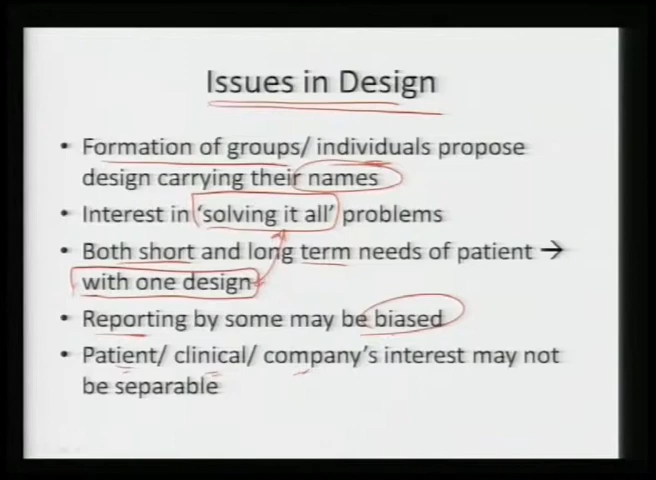 Issues in Design
• Formation of groups/ individuals propose
design carrying their names
• Interest in ‘solving it all’ problems
• Both short and long term needs of patient →
with one design
• Reporting by some may be biased
• Patient/ clinical/ company’s interest may not
be separable